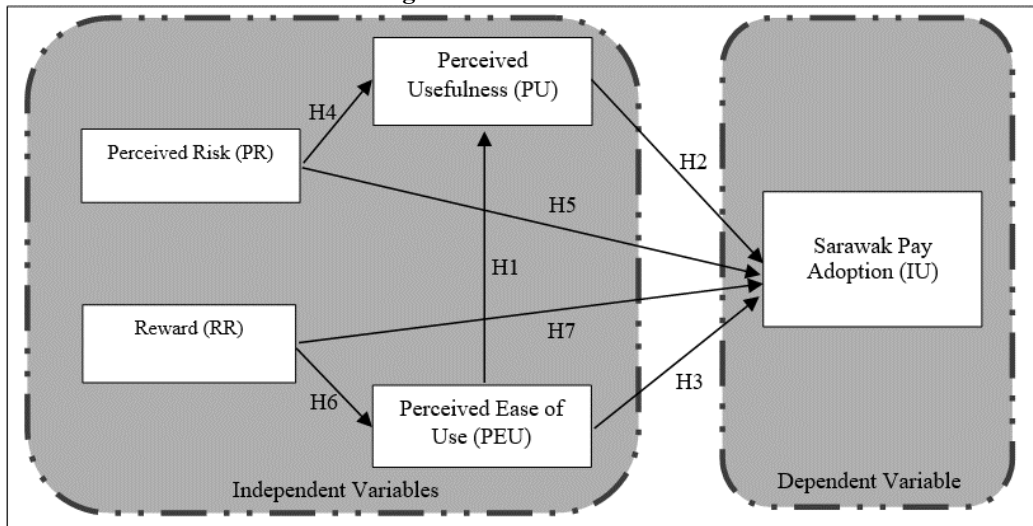 Perceived
Usefulness (PU)
H4
Perceived Risk (PR)
H2
H5
Sarawak Pay
Adoption (IU)
H1
Reward (RR)
H7
H6
H3
Perceived Ease of
Use (PEU)
Independent Variables
Dependent Variable